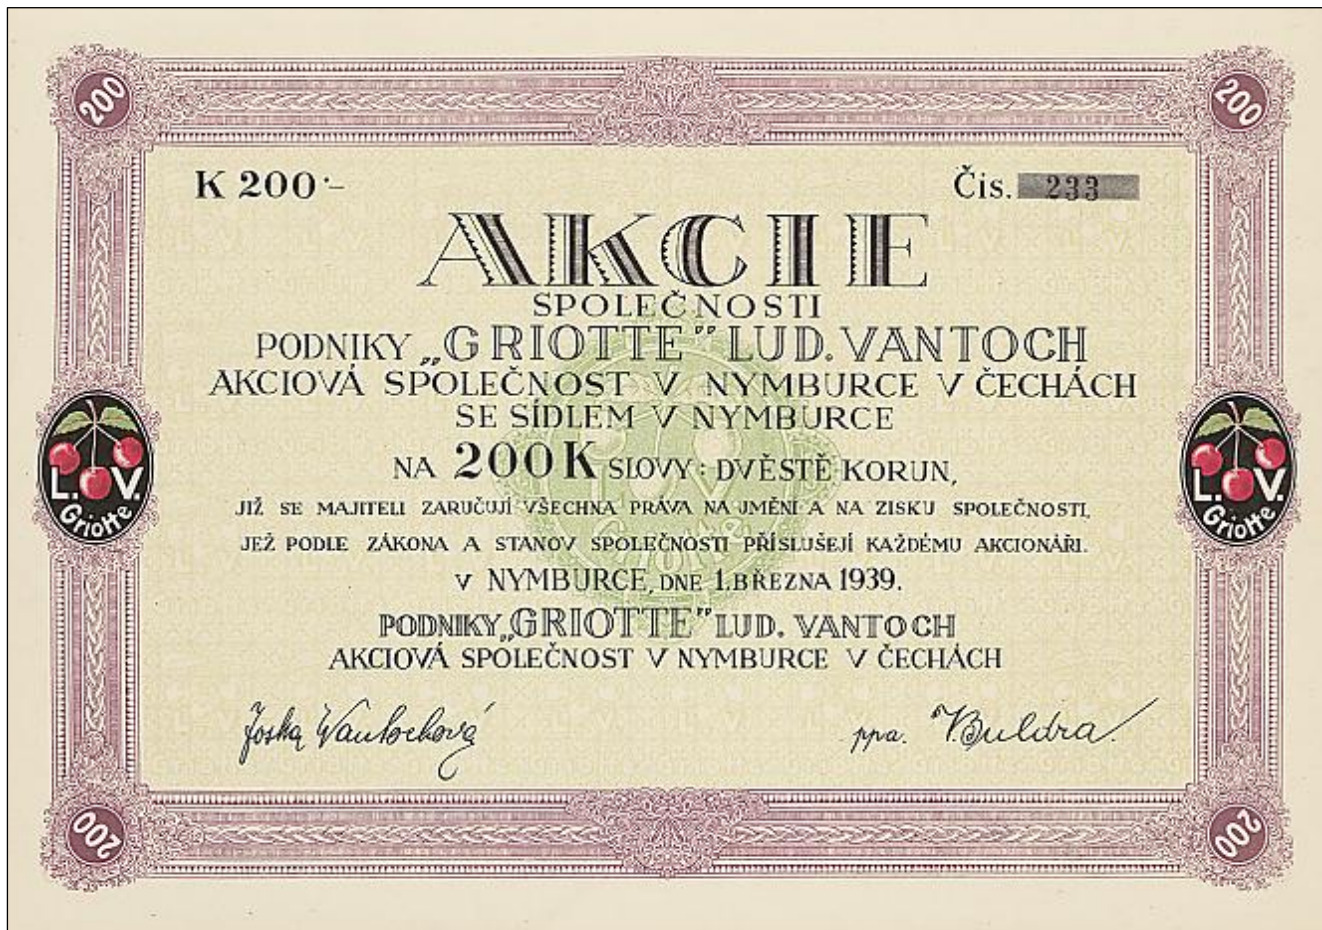 200
200
K 200·-
Čis. 233
AKCIE
SPOLEČNOSTI
PODNIKY „GRIOTTE” LUD. VANTOCH
AKCIOVÁ SPOLEČNOST V NYMBURCE V ČECHÁCH
SE SÍDLEM V NYMBURCE
NA 200 K SLOVY: DVĚSTĚ KORUN,
JIŽ SE MAJITELI ZARUČUJÍ VŠECHNA PRÁVA NA JMĚNÍ A NA ZISKU SPOLEČNOSTI,
JEŽ PODLE ZÁKONA A STANOV SPOLEČNOSTI PŘÍSLUŠEJÍ KAŽDÉMU AKCIONÁŘI.
V NYMBURCE, DNE 1. BŘEZNA 1939.
PODNIKY „GRIOTTE” LUD. VANTOCH
AKCIOVÁ SPOLEČNOST V NYMBURCE V ČECHÁCH
Joska Vantochová
ppa. V. Buldra
L. V.
Griotte
L. V.
Griotte
200
200